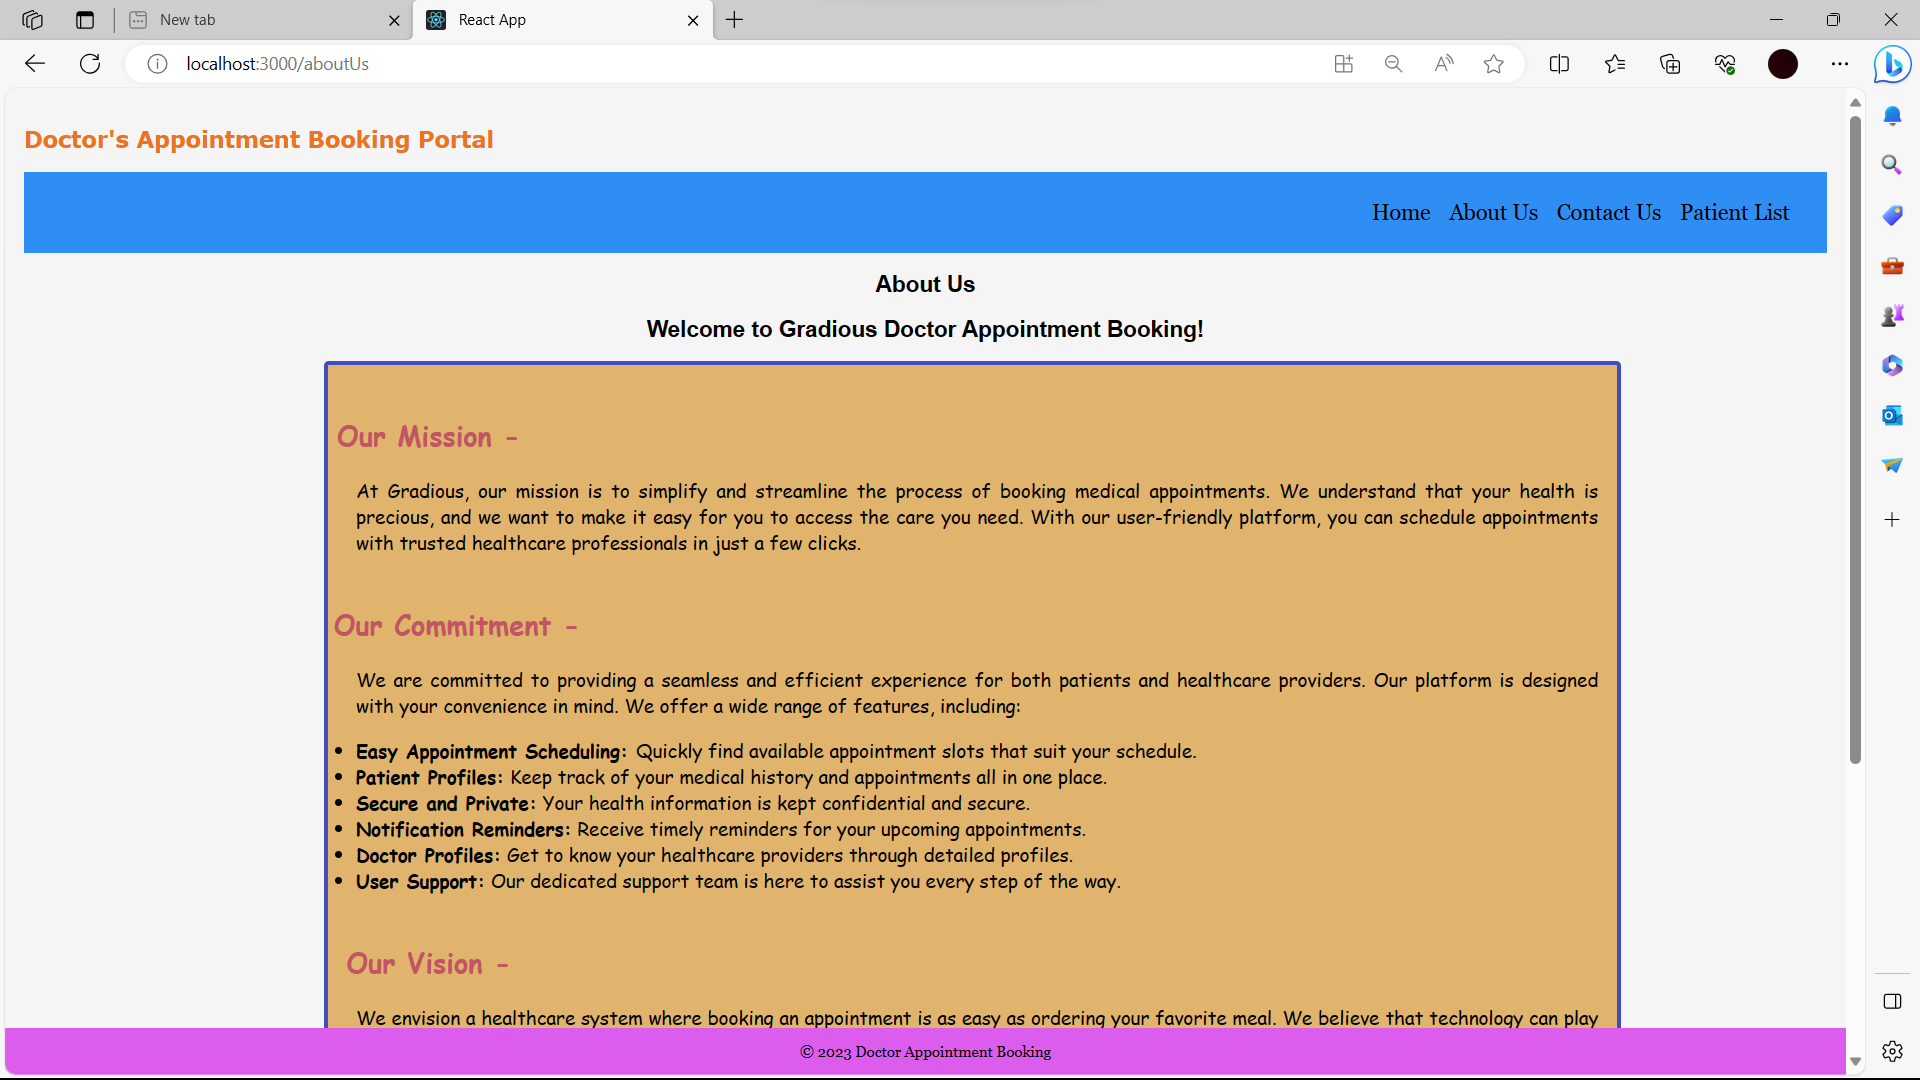 New tab
React App
localhost:3000/aboutUs
Doctor's Appointment Booking Portal
Home About Us Contact Us Patient List
About Us
Welcome to Gradious Doctor Appointment Booking!
Our Mission -
At Gradious, our mission is to simplify and streamline the process of booking medical appointments. We understand that your health is
precious, and we want to make it easy for you to access the care you need. With our user-friendly platform, you can schedule appointments
with trusted healthcare professionals in just a few clicks.
Our Commitment -
We are committed to providing a seamless and efficient experience for both patients and healthcare providers. Our platform is designed
with your convenience in mind. We offer a wide range of features, including:
• Easy Appointment Scheduling: Quickly find available appointment slots that suit your schedule.
• Patient Profiles: Keep track of your medical history and appointments all in one place.
• Secure and Private: Your health information is kept confidential and secure.
• Notification Reminders: Receive timely reminders for your upcoming appointments.
• Doctor Profiles: Get to know your healthcare providers through detailed profiles.
• User Support: Our dedicated support team is here to assist you every step of the way.
Our Vision -
We envision a healthcare system where booking an appointment is as easy as ordering your favorite meal. We believe that technology can play
© 2023 Doctor Appointment Booking